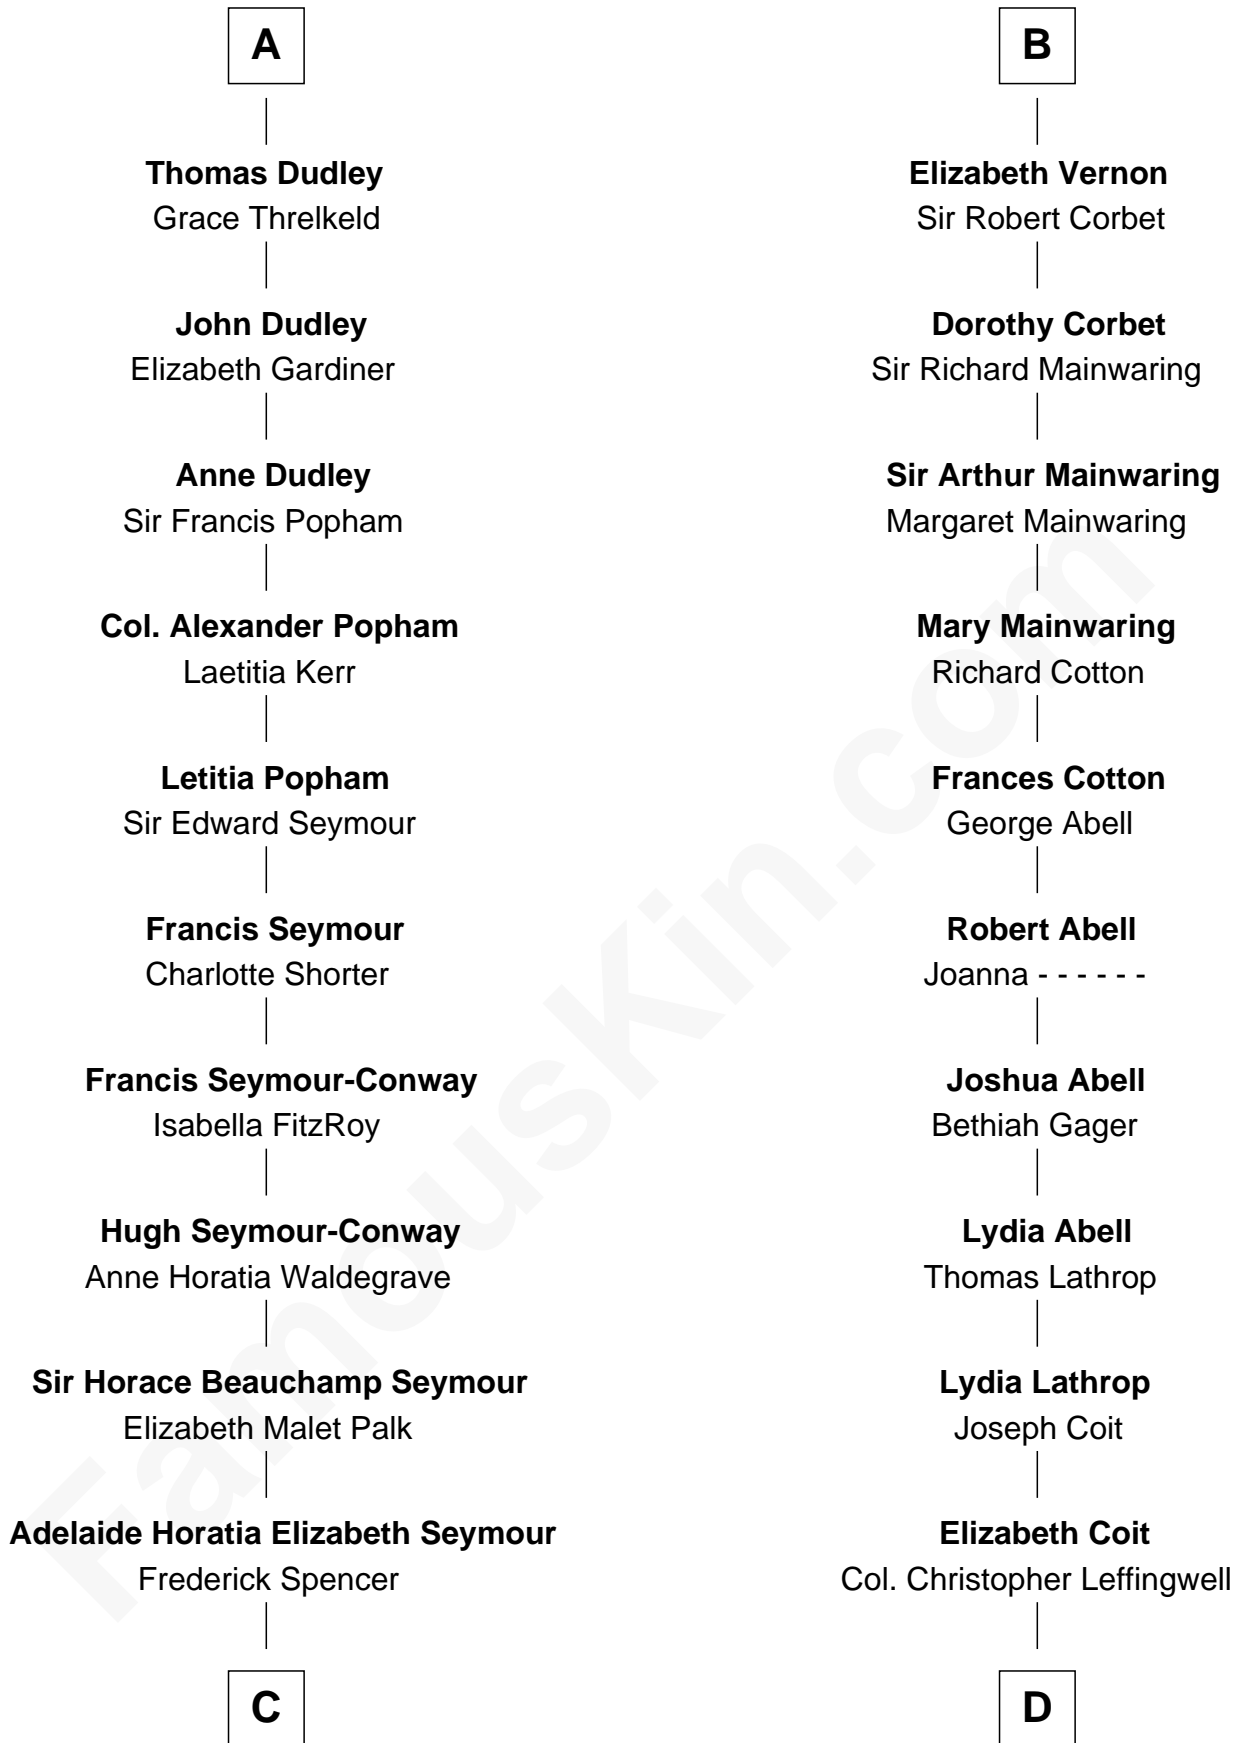 A
Thomas Dudley
Grace Threlkeld
John Dudley
Elizabeth Gardiner
Anne Dudley
Sir Francis Popham
Col. Alexander Popham
Laetitia Kerr
Letitia Popham
Sir Edward Seymour
Francis Seymour
Charlotte Shorter
Francis Seymour-Conway
Isabella FitzRoy
Hugh Seymour-Conway
Anne Horatia Waldegrave
Sir Horace Beauchamp Seymour
Elizabeth Malet Palk
Adelaide Horatia Elizabeth Seymour
Frederick Spencer
C
B
Elizabeth Vernon
Sir Robert Corbet
Dorothy Corbet
Sir Richard Mainwaring
Sir Arthur Mainwaring
Margaret Mainwaring
Mary Mainwaring
Richard Cotton
Frances Cotton
George Abell
Robert Abell
Joanna - - - - - -
Joshua Abell
Bethiah Gager
Lydia Abell
Thomas Lathrop
Lydia Lathrop
Joseph Coit
Elizabeth Coit
Col. Christopher Leffingwell
D
FamousKin.com